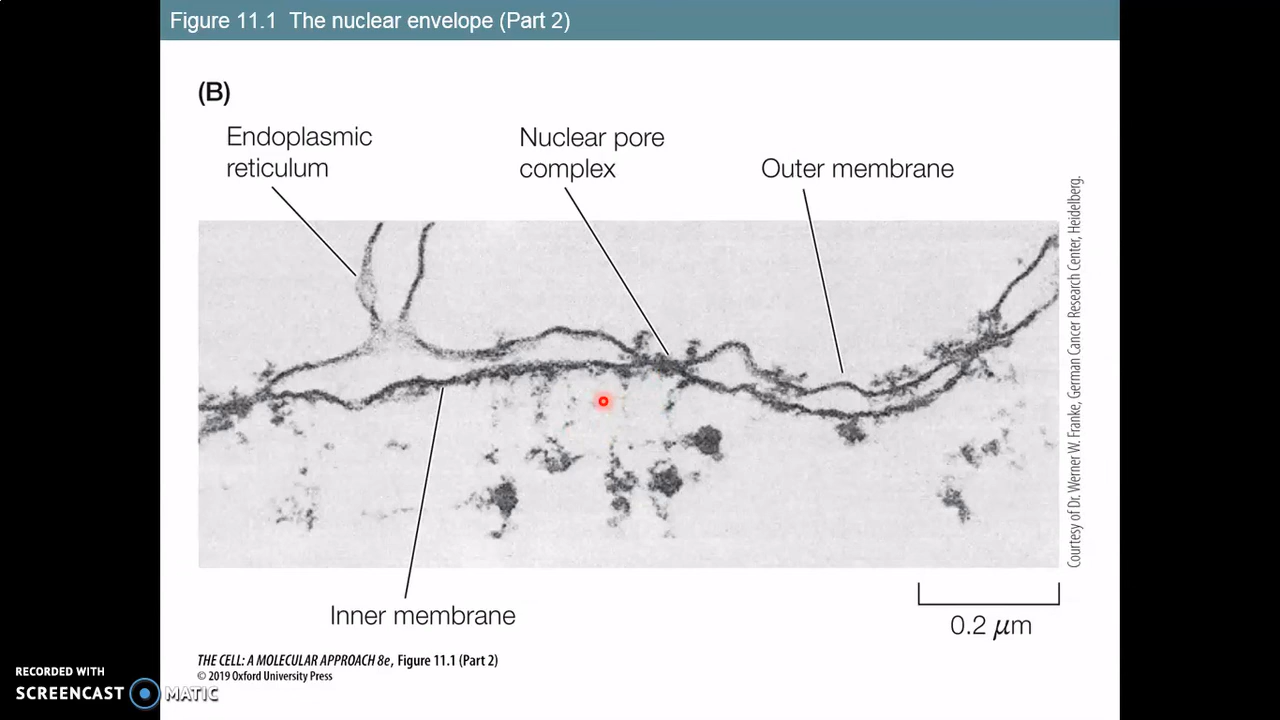 Figure 11.1 The nuclear envelope (Part 2)
(B)
Endoplasmic
reticulum
Nuclear pore
complex
Outer membrane
Courtesy of Dr. Werner W. Franke, German Cancer Research Center, Heidelberg.
Inner membrane
0.2 μm
THE CELL: A MOLECULAR APPROACH 8e, Figure 11.1 (Part 2)
© 2019 Oxford University Press
RECORDED WITH
SCREENCAST MATIC